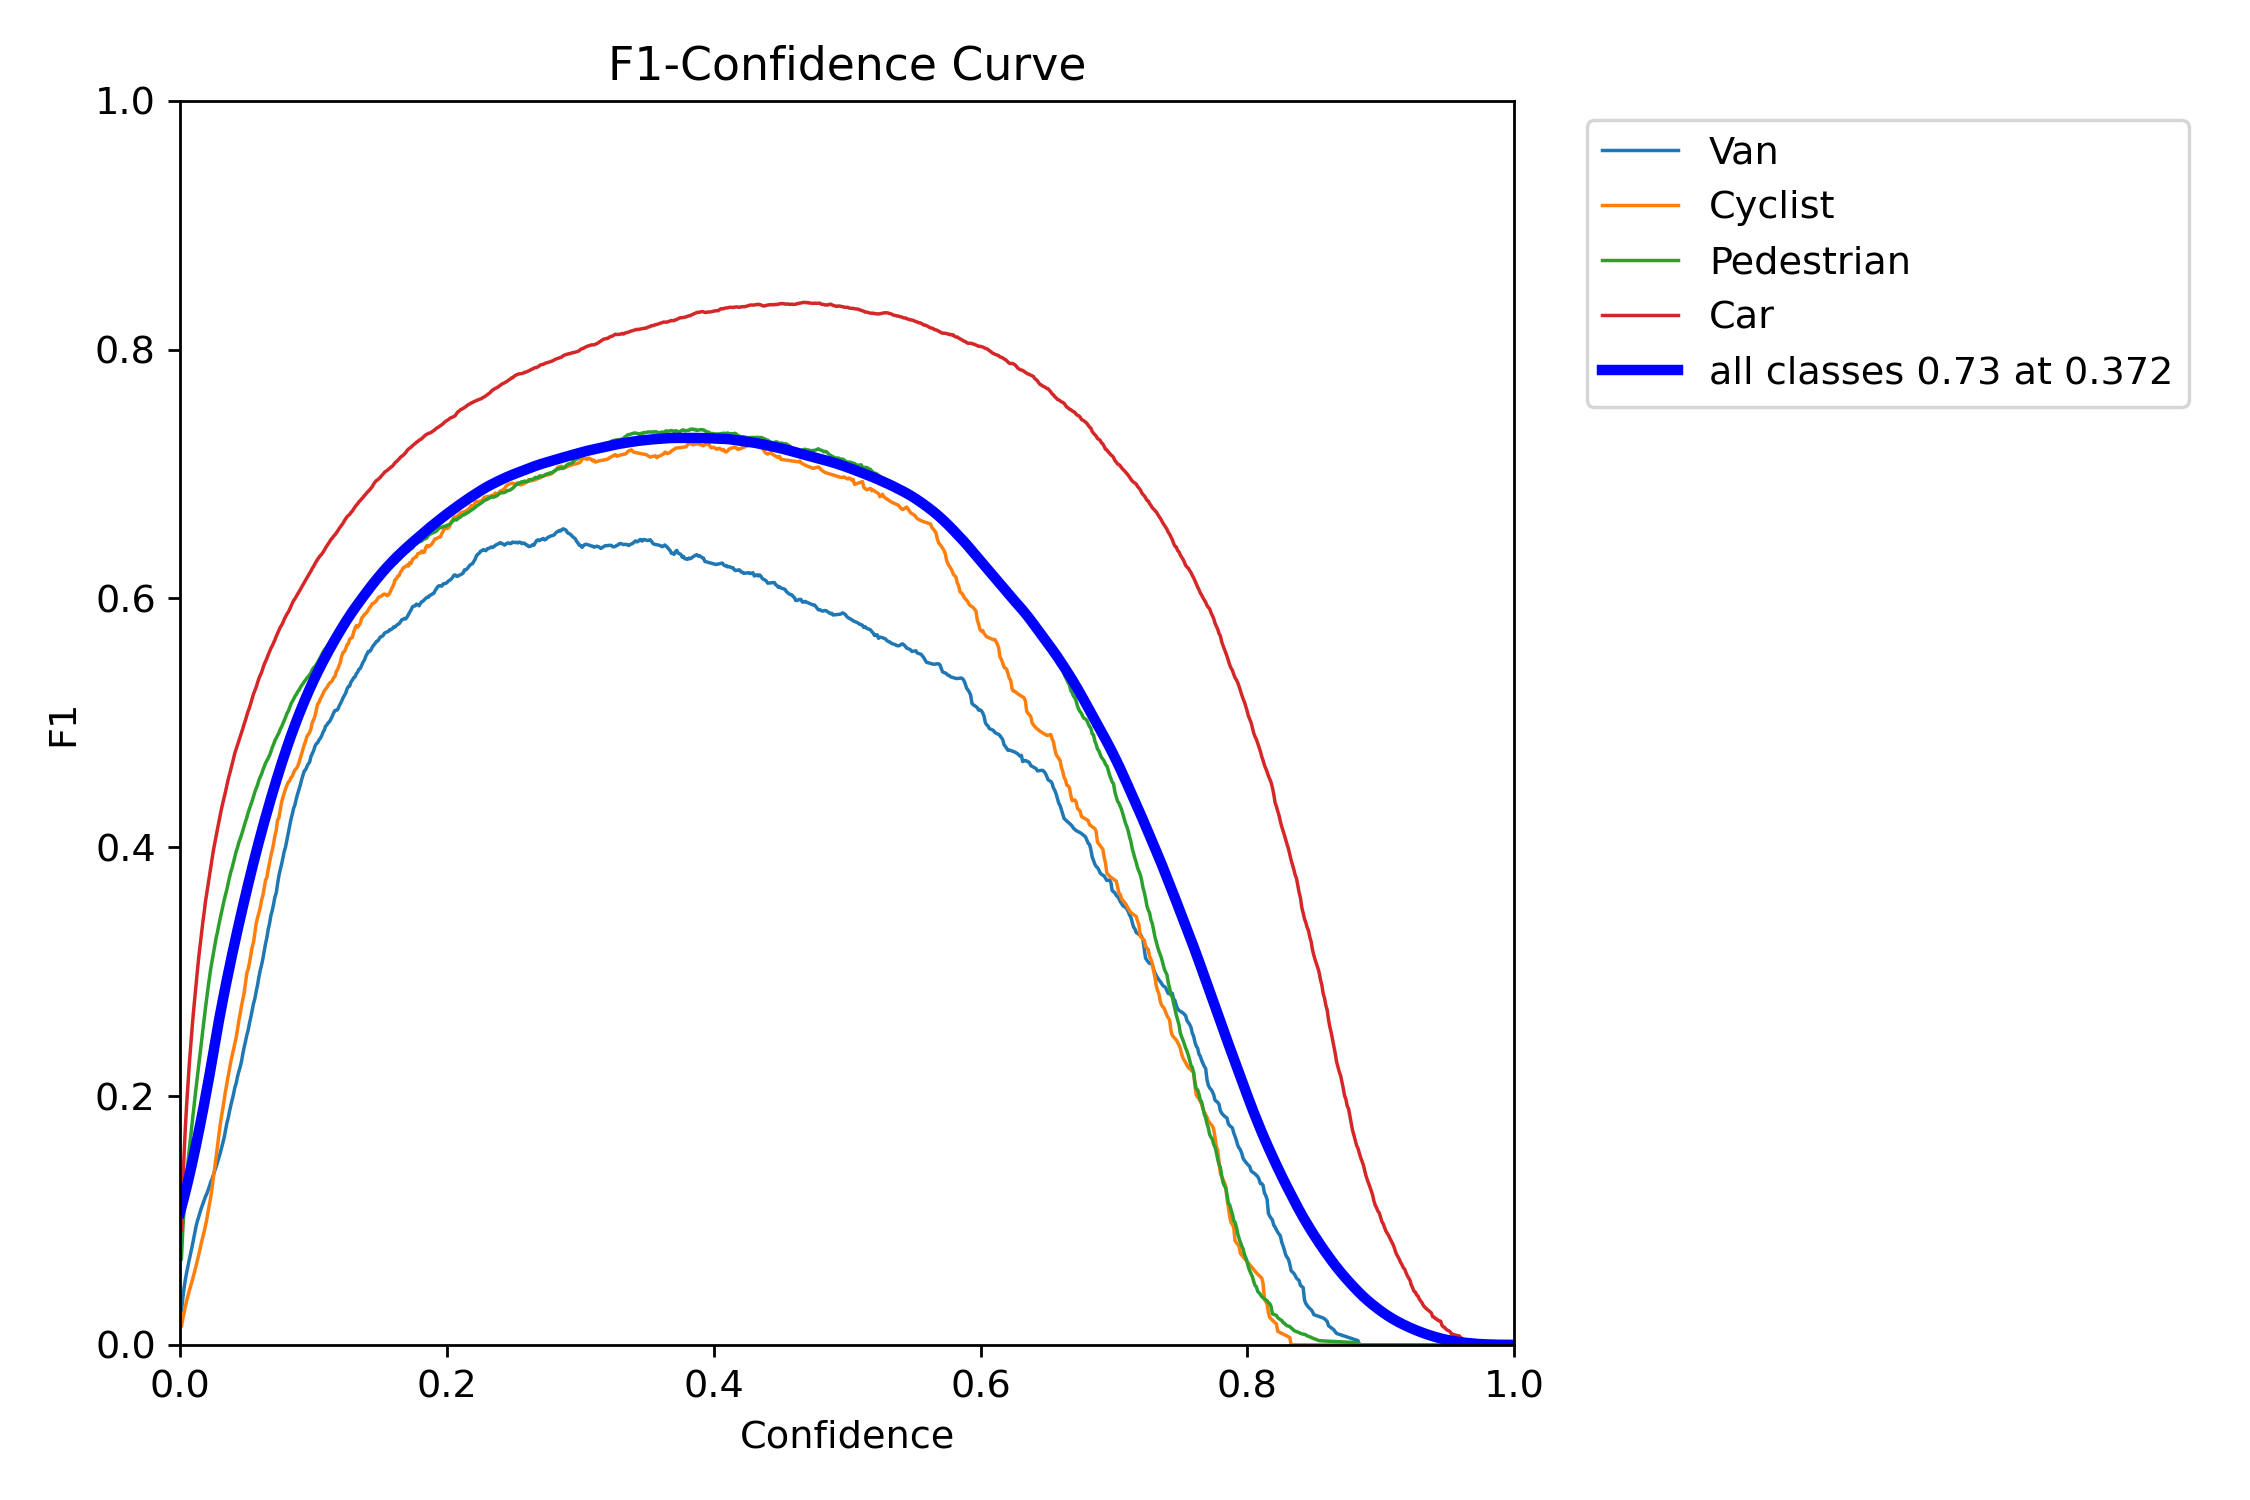 F1-Confidence Curve
1.0
0.8
0.6
0.4
0.2
0.0
F1
0.0 0.2 0.4 0.6 0.8 1.0
Confidence
Van
Cyclist
Pedestrian
Car
all classes 0.73 at 0.372